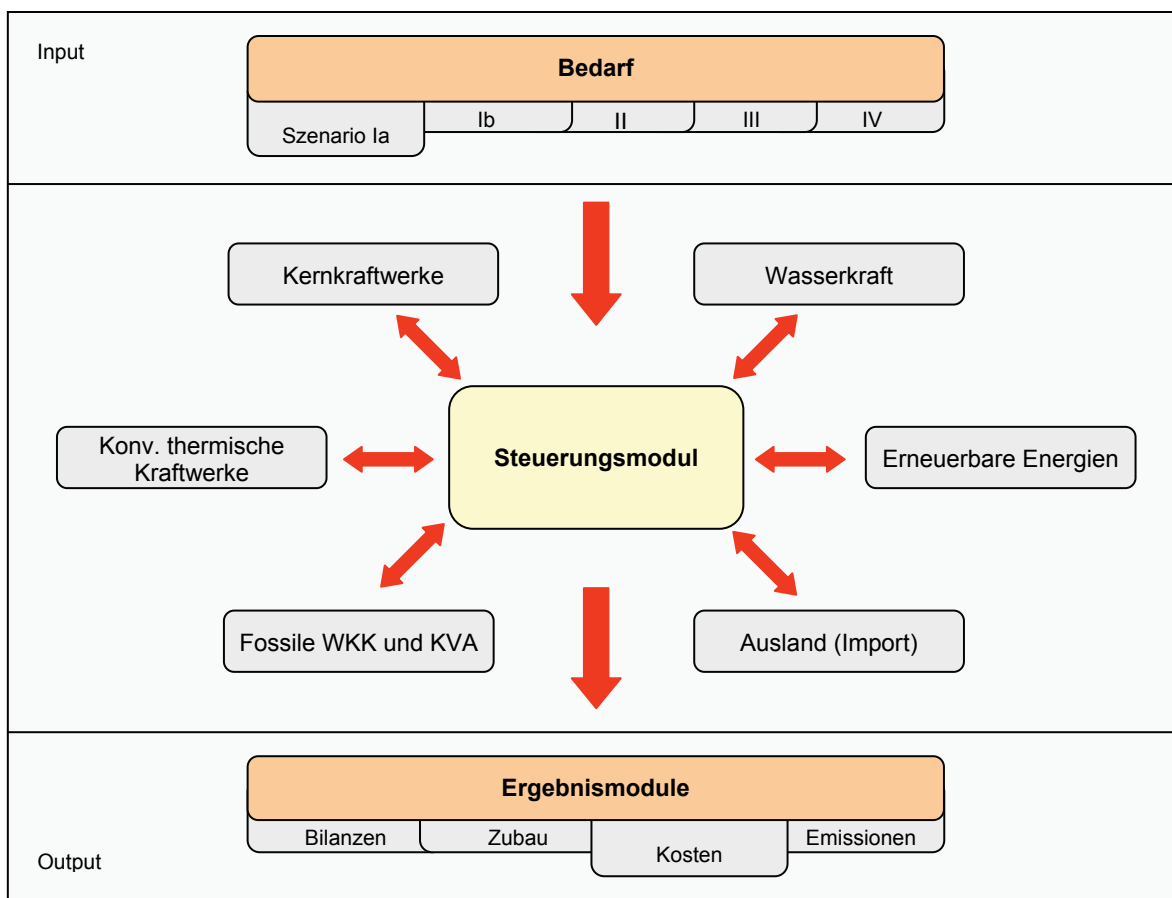 Input
Bedarf
Szenario Ia
Ib
II
III
IV
Kernkraftwerke
Wasserkraft
Konv. thermische
Kraftwerke
Steuerungsmodul
Erneuerbare Energien
Fossile WKK und KVA
Ausland (Import)
Ergebnismodule
Bilanzen
Zubau
Kosten
Emissionen
Output